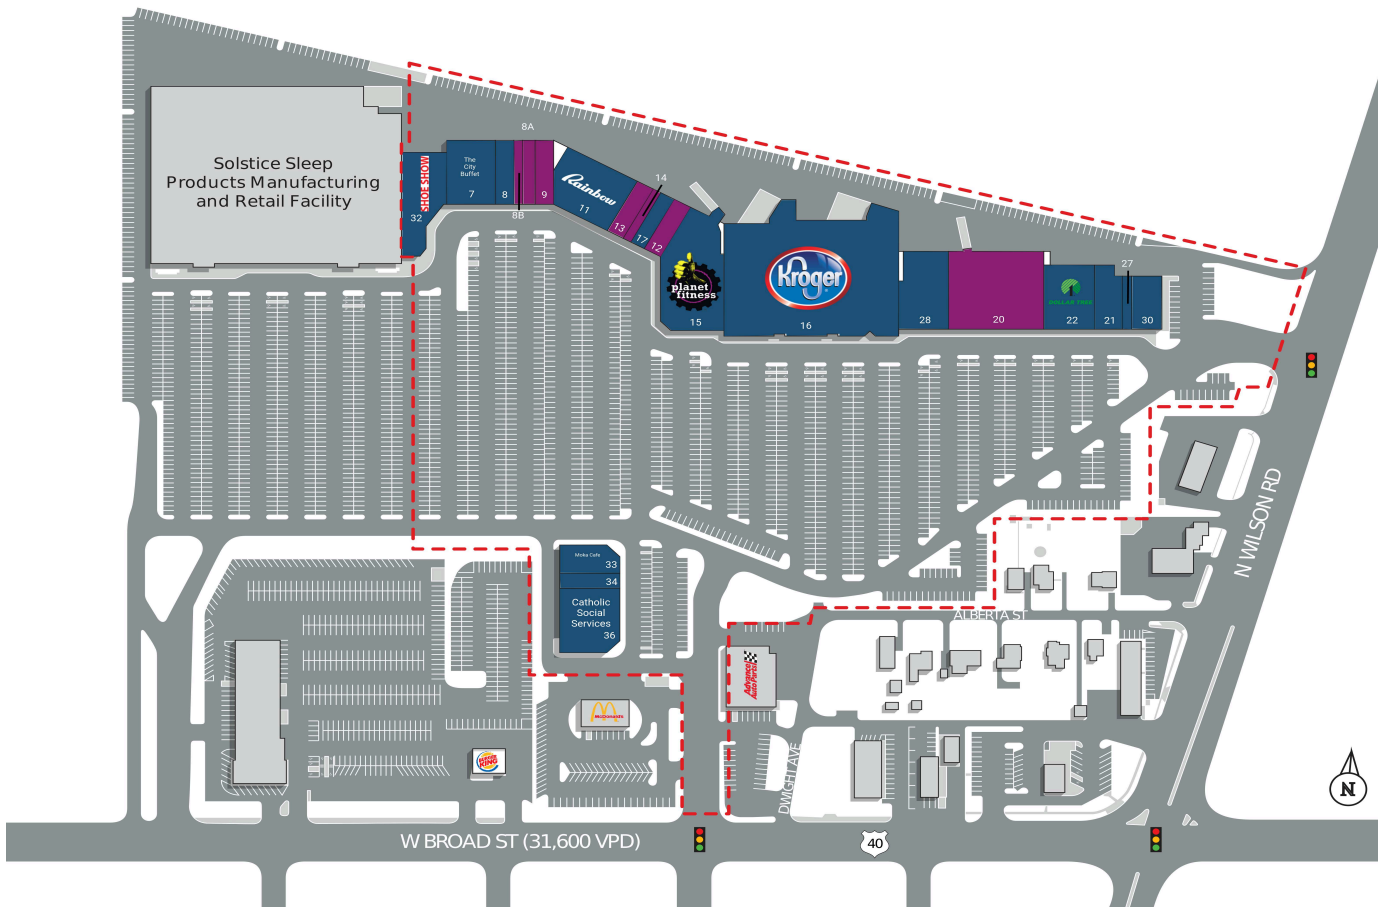 Solstice Sleep
Products Manufacturing
and Retail Facility
SHOE SHOW
32
The
City
Buffet
7
8
8A
8B
9
Rainbow
11
13
14
17
12
planet
fitness
15
Kroger
16
28
20
DOLLAR TREE
22
21
27
30
Moka Cafe
33
34
Catholic
Social
Services
36
Advance
Auto Parts
McDonald's
BURGER
KING
ALBERTA ST
DWIGHT AVE
N WILSON RD
W BROAD ST (31,600 VPD)
40
N